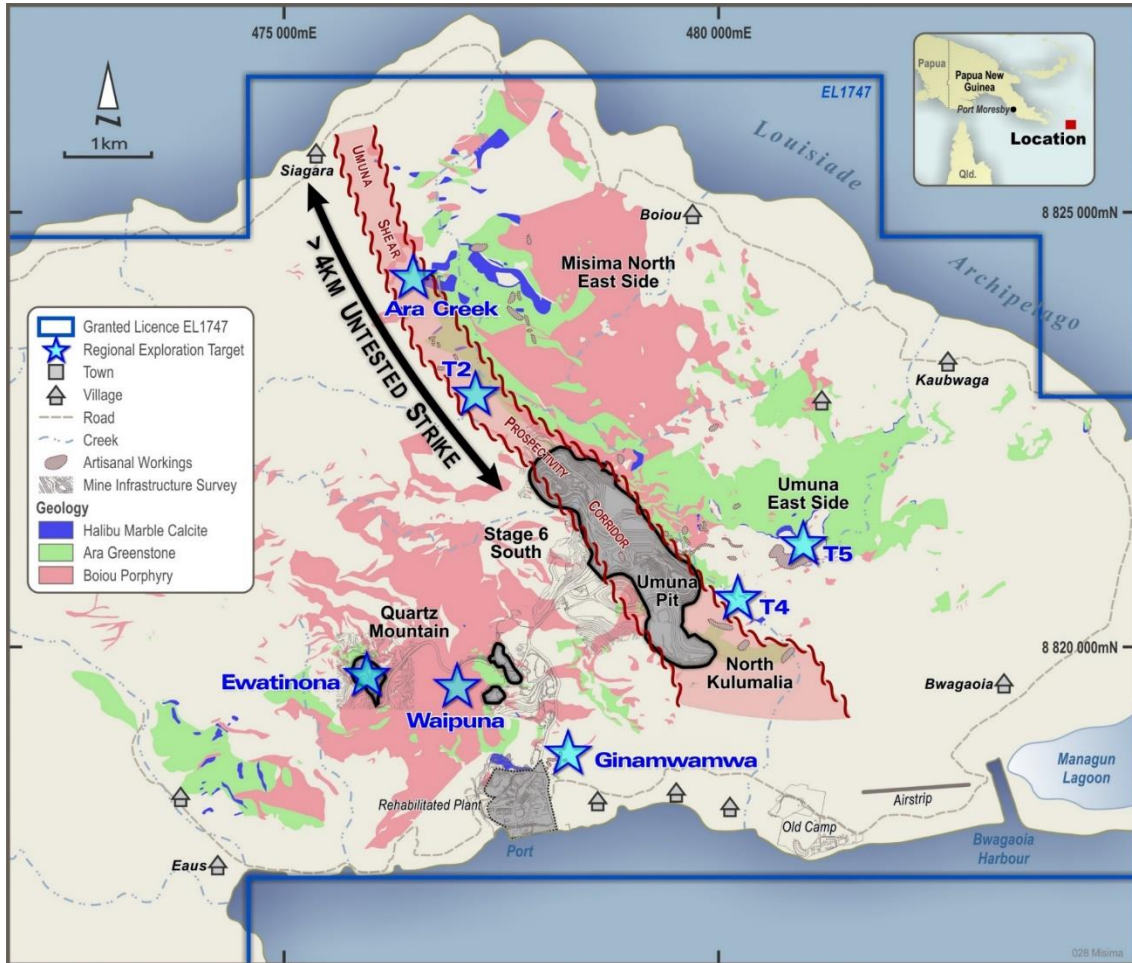 475 000mE
480 000mE
EL1747
N
1km
Papua
Papua New
Guinea
Port Moresby
Location
Qld.
Louisiade
Archipelago
8 825 000mN
8 820 000mN
Siagara
UMUNA
SHEAR
PROSPECTIVITY
CORRIDOR
> 4KM UNTESTED STRIKE
Boiou
Misima North
East Side
Ara Creek
T2
Kaubwaga
Granted Licence EL1747
Regional Exploration Target
Town
Village
Road
Creek
Artisanal Workings
Mine Infrastructure Survey
Geology
Halibu Marble Calcite
Ara Greenstone
Boiou Porphyry
Umuna
East Side
T5
Stage 6
South
Umuna
Pit
T4
Quartz
Mountain
North
Kulumalia
Ewatinona
Waipuna
Bwagaoia
Ginamwamwa
Managun
Lagoon
Rehabilitated Plant
Airstrip
Old Camp
Port
Bwagaoia
Harbour
Eaus
028 Misima